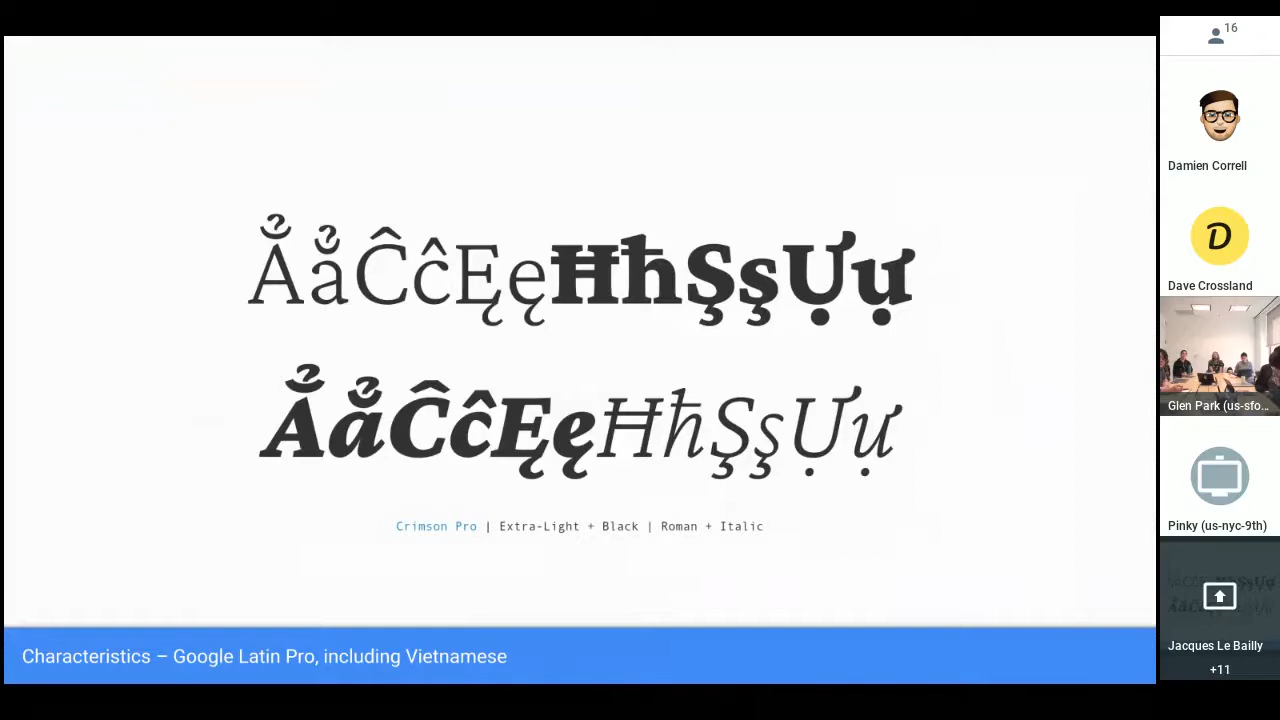 ẲẳĈĉĘęĦħŞşỰự
ẲẳĈĉĘęĦħŞşỰự
Crimson Pro | Extra-Light + Black | Roman + Italic
Characteristics – Google Latin Pro, including Vietnamese
16
Damien Correll
D
Dave Crossland
Glen Park (us-sfo...
Pinky (us-nyc-9th)
Jacques Le Bailly
+11